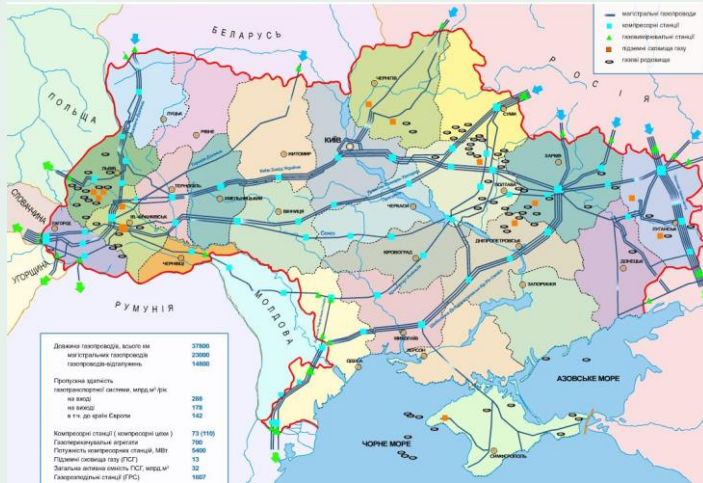 БЕЛАРУСЬ
магістральні газопроводи
компресорні станції
газовимірювальні станції
підземні сховища газу
газові родовища
РОСІЯ
ПОЛЬЩА
ЧЕРНІГІВ
СУМИ
ЛУЦЬК
РІВНЕ
КИЇВ
ЖИТОМИР
ХАРКІВ
ЛЬВІВ
ТЕРНОПІЛЬ
ХМЕЛЬНИЦЬКИЙ
ПОЛТАВА
СЛОВАЧЧИНА
УЖГОРОД
ІВ.-ФРАНКІВСЬК
ВІННИЦЯ
ЧЕРКАСИ
ЛУГАНСЬК
ЧЕРНІВЦІ
КІРОВОГРАД
ДНІПРОПЕТРОВСЬК
ДОНЕЦЬК
УГОРЩИНА
РУМУНІЯ
МОЛДОВА
ЗАПОРІЖЖЯ
МИКОЛАЇВ
ОДЕСА
ХЕРСОН
АЗОВСЬКЕ МОРЕ
ЧОРНЕ МОРЕ
СІМФЕРОПОЛЬ
Довжина газопроводів, всього км 37600
магістральних газопроводів 23000
газопроводів-відгалужень 14600
Пропускна здатність
газотранспортної системи, млрд.м³/рік
на вході 288
на виході 178
в т.ч. до країн Європи 142
Компресорні станції ( компресорні цехи ) 73 (110)
Газоперекачувальні агрегати
Потужність компресорних станцій, МВт 5400
Підземні сховища газу (ПСГ) 13
Загальна активна ємність ПСГ, млрд.м³ 32
Газорозподільні станції (ГРС) 1607